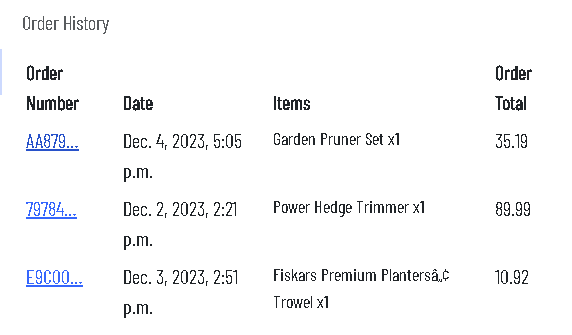 Order History
Order Number Date Items Order Total
AA879... Dec. 4, 2023, 5:05 p.m. Garden Pruner Set x1 35.19
79784... Dec. 2, 2023, 2:21 p.m. Power Hedge Trimmer x1 89.99
E9C00... Dec. 3, 2023, 2:51 p.m. Fiskars Premium Plantersâ„¢ Trowel x1 10.92